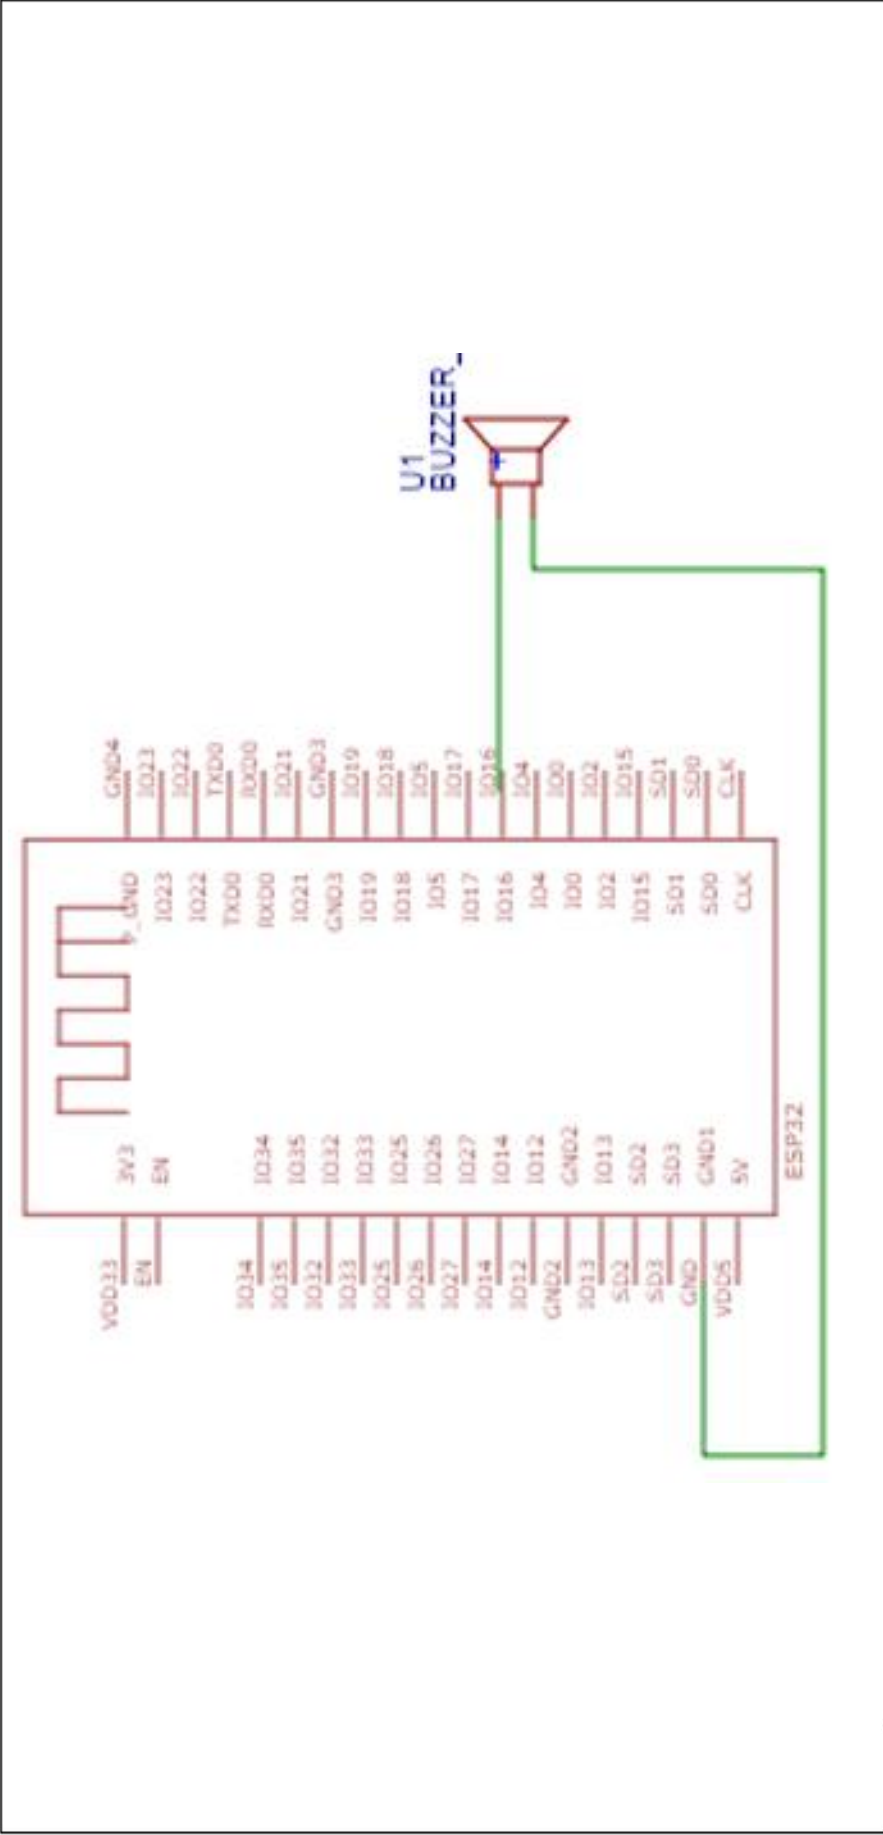 U1
BUZZER_
GND4
IO23
IO22
TXD0
RXD0
IO21
GND3
IO19
IO18
IO5
IO17
IO16
IO4
IO0
IO2
IO15
SD1
SD0
CLK
GND
IO23
IO22
TXD0
RXD0
IO21
GND3
IO19
IO18
IO5
IO17
IO16
IO4
IO0
IO2
IO15
SD1
SD0
CLK
3V3
EN
IO34
IO35
IO32
IO33
IO25
IO26
IO27
IO14
IO12
GND2
IO13
SD2
SD3
GND1
5V
ESP32
VDD33
EN
IO34
IO35
IO32
IO33
IO25
IO26
IO27
IO14
IO12
GND2
IO13
SD2
SD3
GND
VDD5